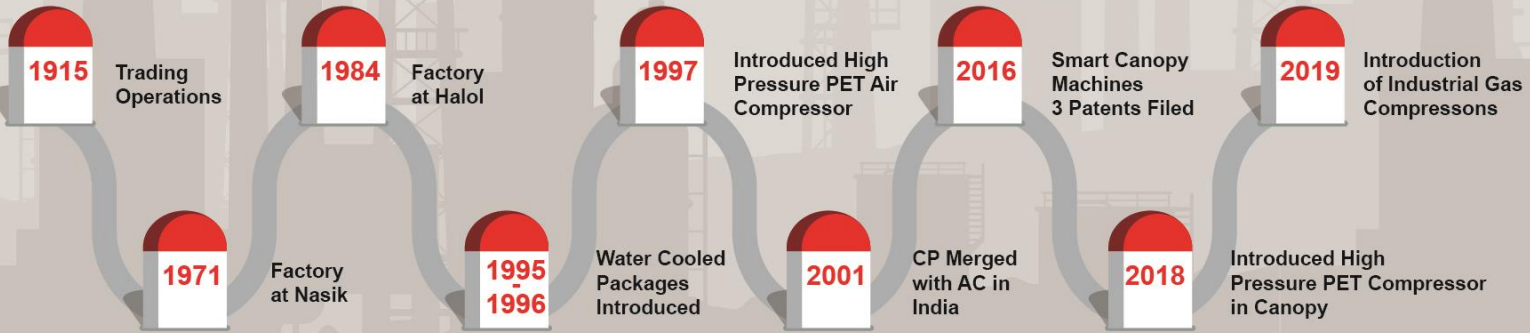 1915
Trading
Operations
1971
Factory
at Nasik
1984
Factory
at Halol
1995
-
1996
Water Cooled
Packages
Introduced
1997
Introduced High
Pressure PET Air
Compressor
2001
CP Merged
with AC in
India
2016
Smart Canopy
Machines
3 Patents Filed
2018
Introduced High
Pressure PET Compressor
in Canopy
2019
Introduction
of Industrial Gas
Compressons